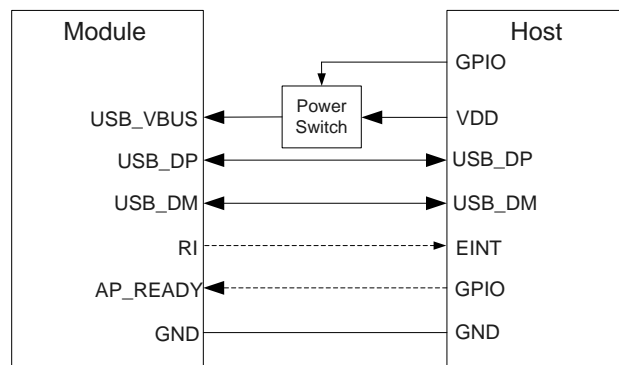 Module
Host
GPIO
Power
Switch
USB_VBUS
VDD
USB_DP
USB_DP
USB_DM
USB_DM
RI
EINT
AP_READY
GPIO
GND
GND